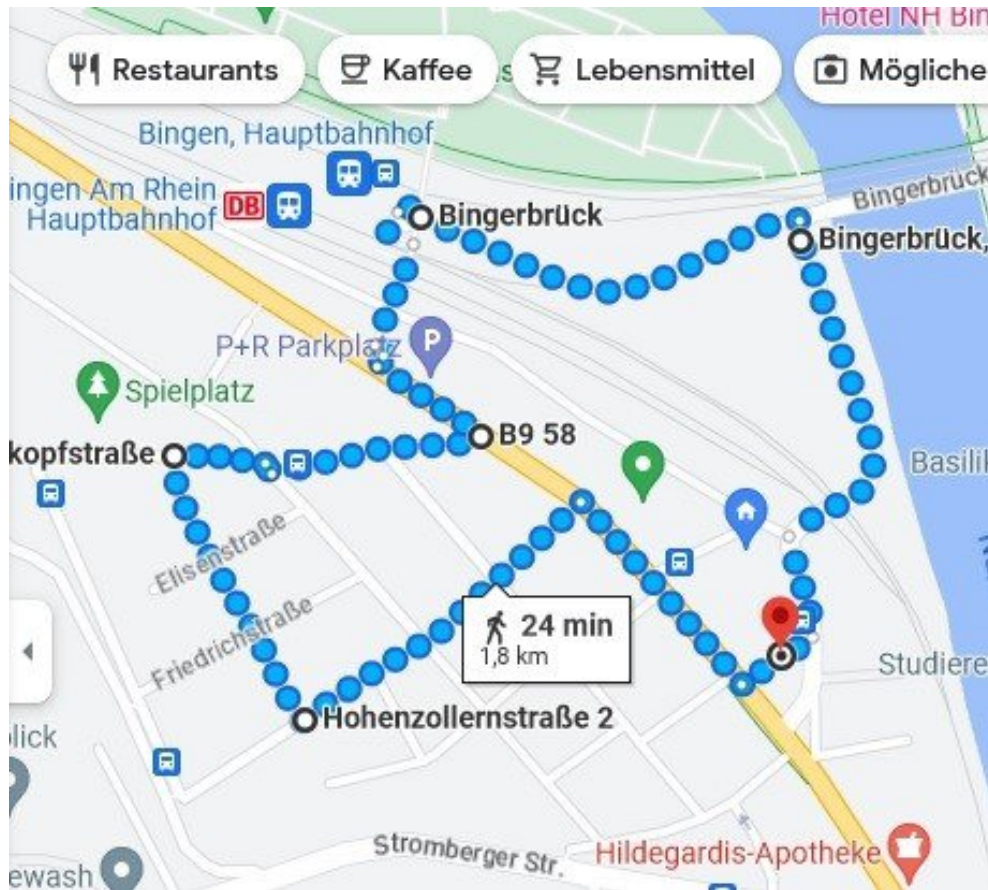 Hotel NH Bin
Restaurants
Kaffee
Lebensmittel
Mögliche
Bingen, Hauptbahnhof
ingen Am Rhein
Hauptbahnhof
DB
Bingerbrück
Bingerbrück
Bingerbrück,
P+R Parkplatz
P
Spielplatz
kopfstraße
B9 58
Basilik
Elisenstraße
Friedrichstraße
24 min
1,8 km
Studiere
Hohenzollernstraße 2
lick
Stromberger Str.
Hildegardis-Apotheke
ewash